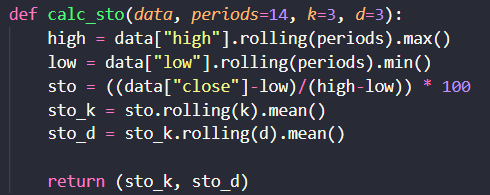 def calc_sto(data, periods=14, k=3, d=3):
    high = data["high"].rolling(periods).max()
    low = data["low"].rolling(periods).min()
    sto = ((data["close"]-low)/(high-low)) * 100
    sto_k = sto.rolling(k).mean()
    sto_d = sto_k.rolling(d).mean()

    return (sto_k, sto_d)